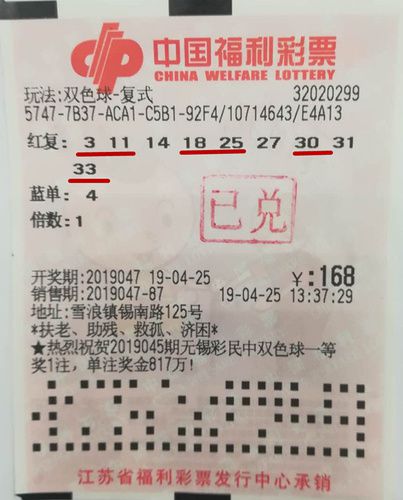 中国福利彩票
CHINA WELFARE LOTTERY
玩法:双色球-复式 32020299
5747-7B37-ACA1-C5B1-92F4/10714643/E4A13
红复: 3 11 14 18 25 27 30 31
33
蓝单: 4
倍数:1
已兑
开奖期:2019047 19-04-25 ¥:168
销售期:2019047-87 19-04-25 13:37:29
地址:雪浪镇锡南路125号
*扶老、助残、救孤、济困*
★热烈祝贺2019045期无锡彩民中双色球一等
奖1注，单注奖金817万!
江苏省福利彩票发行中心承销